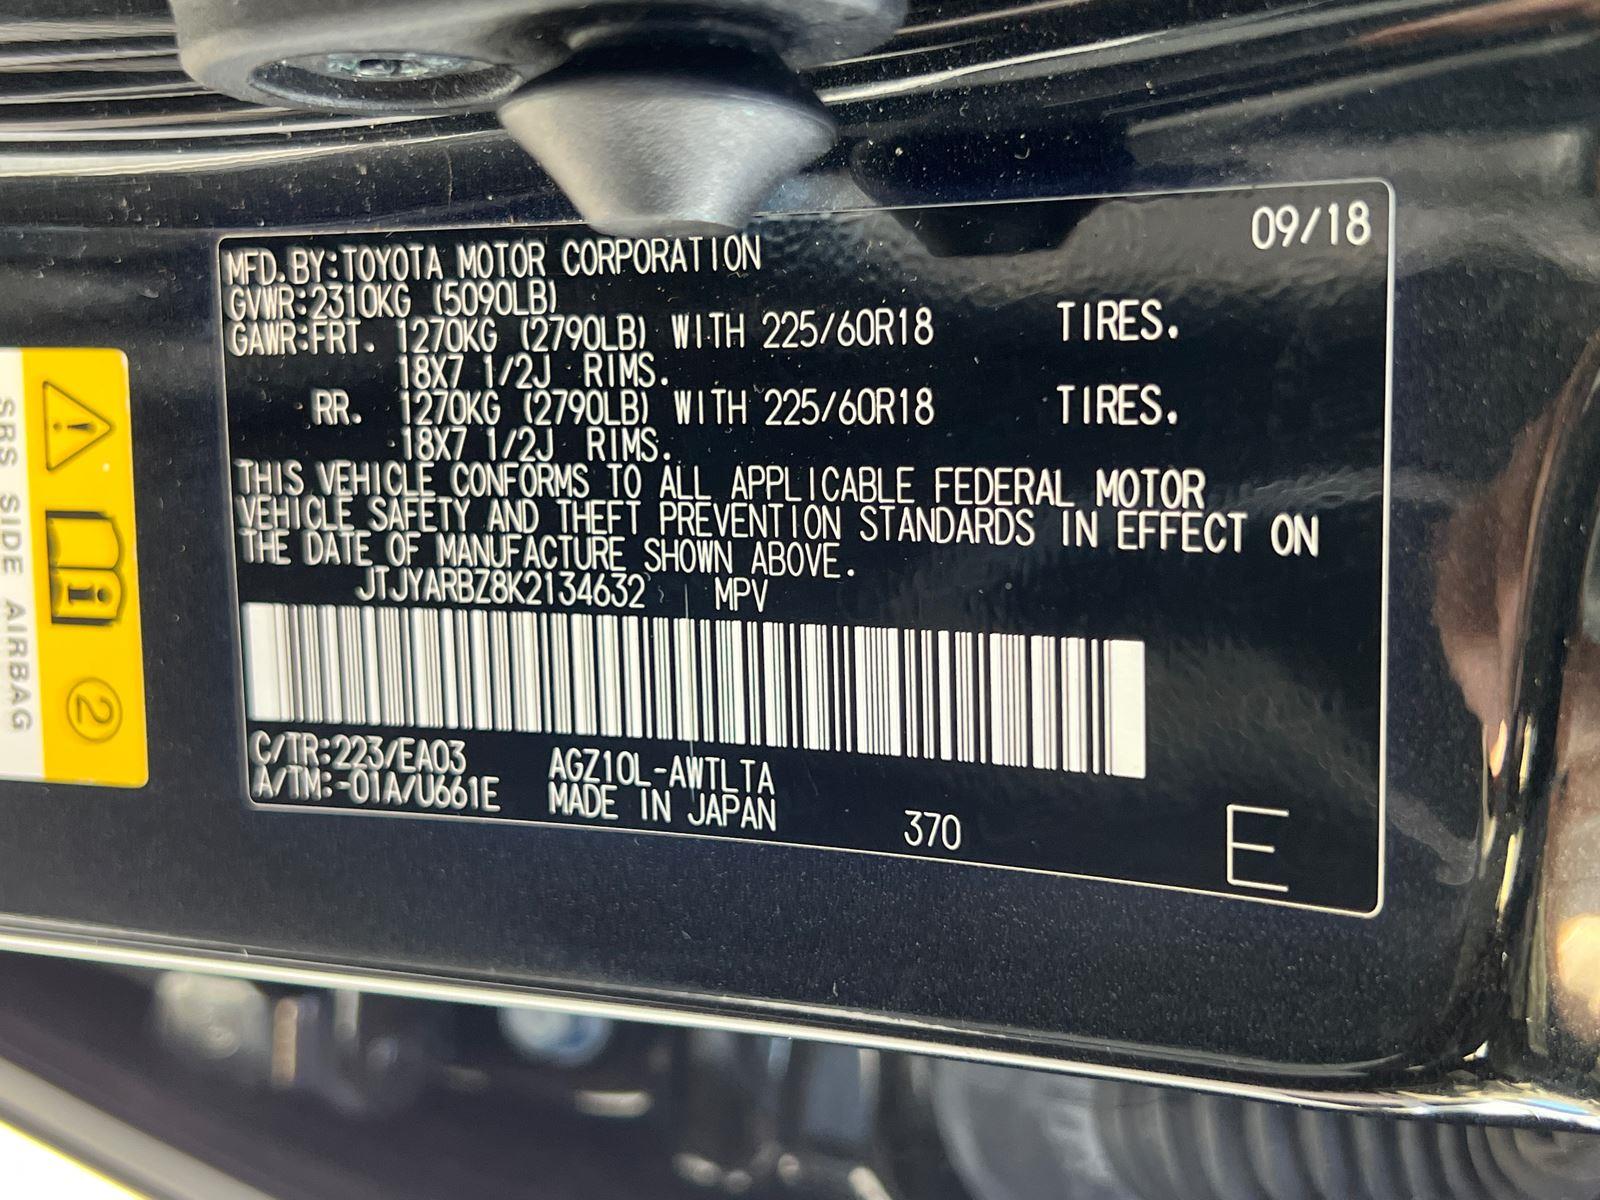 09/18
MFD.BY:TOYOTA MOTOR CORPORATION
GVWR:2310KG (5090LB)
GAWR:FRT. 1270KG (2790LB) WITH 225/60R18 TIRES.
18X7 1/2J RIMS.
RR. 1270KG (2790LB) WITH 225/60R18 TIRES.
18X7 1/2J RIMS.
THIS VEHICLE CONFORMS TO ALL APPLICABLE FEDERAL MOTOR
VEHICLE SAFETY AND THEFT PREVENTION STANDARDS IN EFFECT ON
THE DATE OF MANUFACTURE SHOWN ABOVE.
JTJYARBZ8K2134632 MPV
C/TR:223/EA03 AGZ10L-AWTLTA
A/TM:-01A/U661E MADE IN JAPAN
370
E
SRS SIDE AIRBAG
2